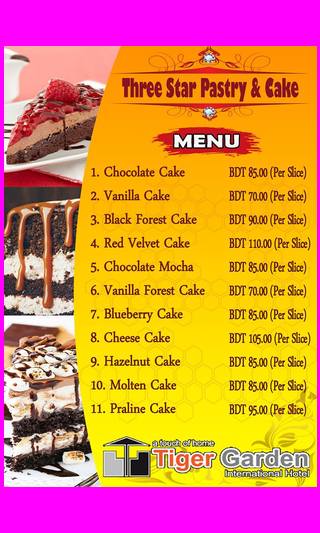 Three Star Pastry & Cake
MENU
1. Chocolate Cake BDT 85.00 (Per Slice)
2. Vanilla Cake BDT 70.00 (Per Slice)
3. Black Forest Cake BDT 90.00 (Per Slice)
4. Red Velvet Cake BDT 110.00 (Per Slice)
5. Chocolate Mocha BDT 85.00 (Per Slice)
6. Vanilla Forest Cake BDT 70.00 (Per Slice)
7. Blueberry Cake BDT 85.00 (Per Slice)
8. Cheese Cake BDT 105.00 (Per Slice)
9. Hazelnut Cake BDT 85.00 (Per Slice)
10. Molten Cake BDT 85.00 (Per Slice)
11. Praline Cake BDT 95.00 (Per Slice)
a touch of home
Tiger Garden
International Hotel